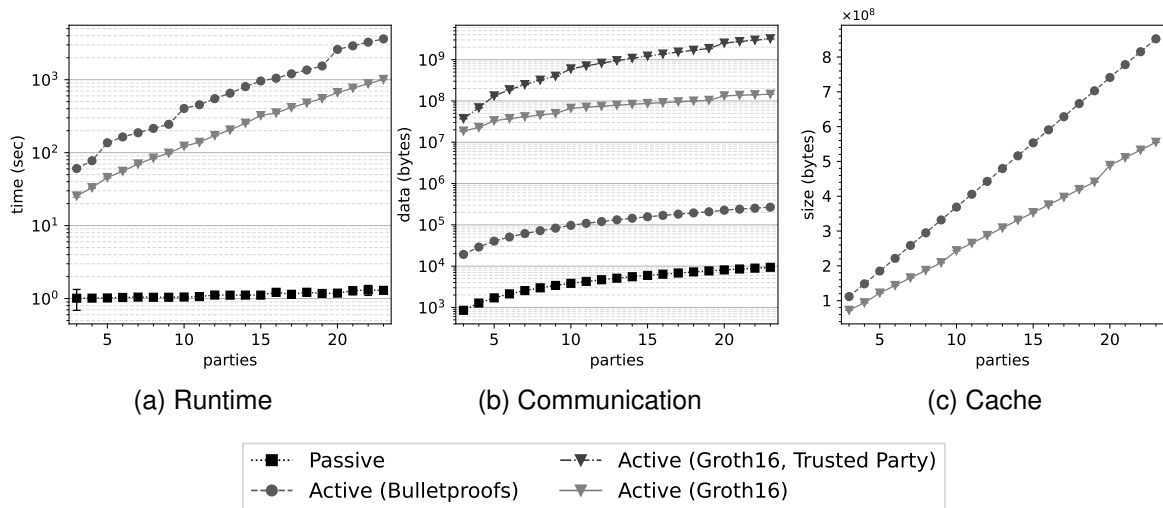 10³
10²
10¹
10⁰
time (sec)
5 10 15 20
parties
(a) Runtime
10⁹
10⁸
10⁷
10⁶
10⁵
10⁴
10³
data (bytes)
5 10 15 20
parties
(b) Communication
×10⁸
8
7
6
5
4
3
2
1
size (bytes)
5 10 15 20
parties
(c) Cache
Passive
Active (Bulletproofs)
Active (Groth16, Trusted Party)
Active (Groth16)